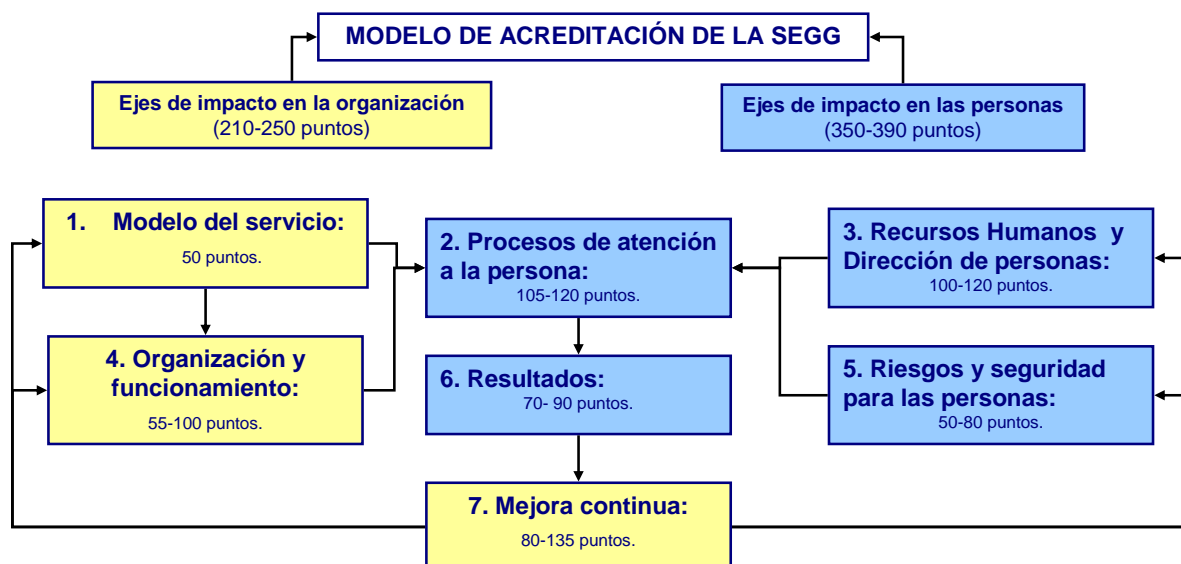 MODELO DE ACREDITACIÓN DE LA SEGG
Ejes de impacto en la organización
(210-250 puntos)
Ejes de impacto en las personas
(350-390 puntos)
1. Modelo del servicio:
50 puntos.
2. Procesos de atención
a la persona:
105-120 puntos.
3. Recursos Humanos y
Dirección de personas:
100-120 puntos.
4. Organización y
funcionamiento:
55-100 puntos.
6. Resultados:
70- 90 puntos.
5. Riesgos y seguridad
para las personas:
50-80 puntos.
7. Mejora continua:
80-135 puntos.